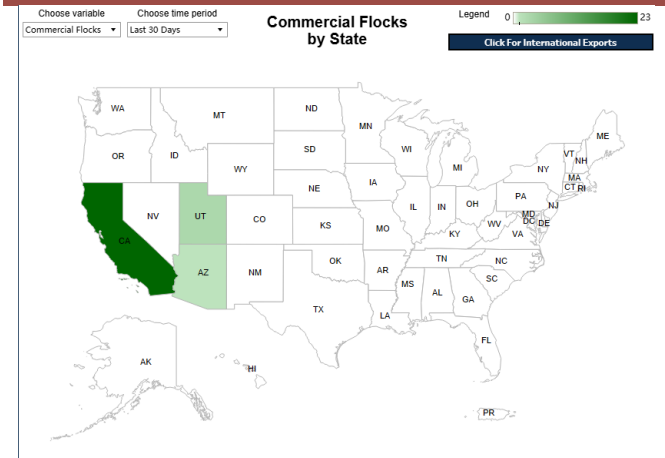 Choose variable
Commercial Flocks
Choose time period
Last 30 Days
Commercial Flocks
by State
Legend
0
23
Click For International Exports
WA
MT
ND
MN
ME
OR
ID
SD
WI
VT
NH
WY
MI
NY
MA
CT
RI
NE
IA
PA
NJ
NV
UT
CO
IL
IN
OH
MD
DC
DE
CA
KS
MO
WV
VA
KY
AZ
NM
OK
TN
NC
AR
SC
MS
AL
GA
TX
LA
FL
AK
HI
PR